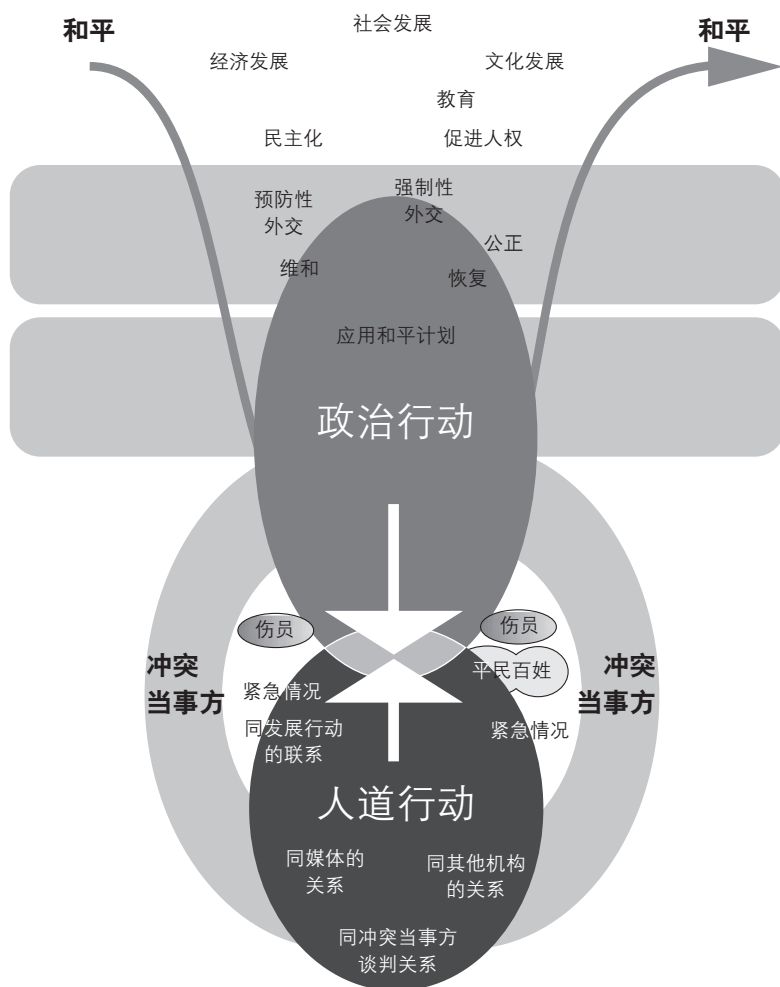 社会发展
和平
和平
经济发展
文化发展
教育
民主化
促进人权
预防性
外交
强制性
外交
公正
维和
恢复
应用和平计划
政治行动
伤员
伤员
冲突
当事方
平民百姓
冲突
当事方
紧急情况
同发展行动
的联系
紧急情况
人道行动
同媒体的
关系
同其他机构
的关系
同冲突当事方
谈判关系